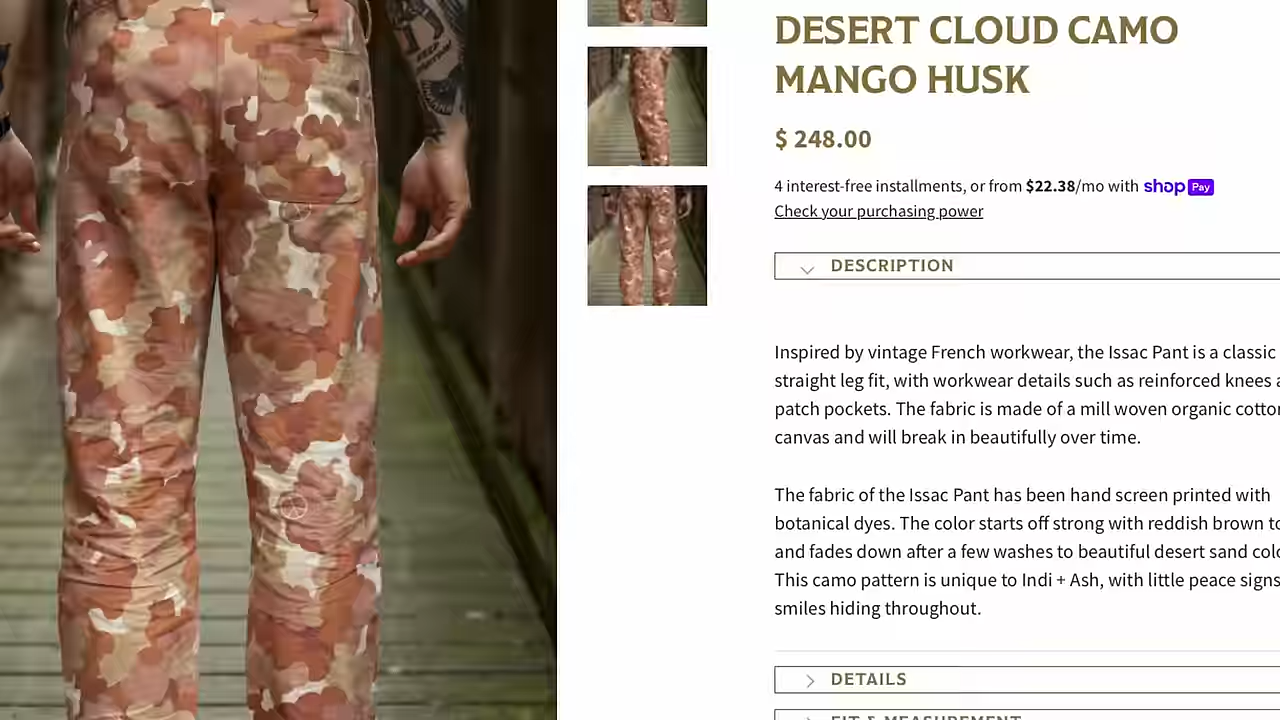 DESERT CLOUD CAMO
MANGO HUSK
$ 248.00
4 interest-free installments, or from $22.38/mo with shop Pay
Check your purchasing power
DESCRIPTION
Inspired by vintage French workwear, the Issac Pant is a classic
straight leg fit, with workwear details such as reinforced knees
patch pockets. The fabric is made of a mill woven organic
canvas and will break in beautifully over time.
The fabric of the Issac Pant has been hand screen printed with
botanical dyes. The color starts off strong with reddish brown
and fades down after a few washes to beautiful desert sand
This camo pattern is unique to Indi + Ash, with little peace signs
smiles hiding throughout.
DETAILS
FIT & MEASUREMENT